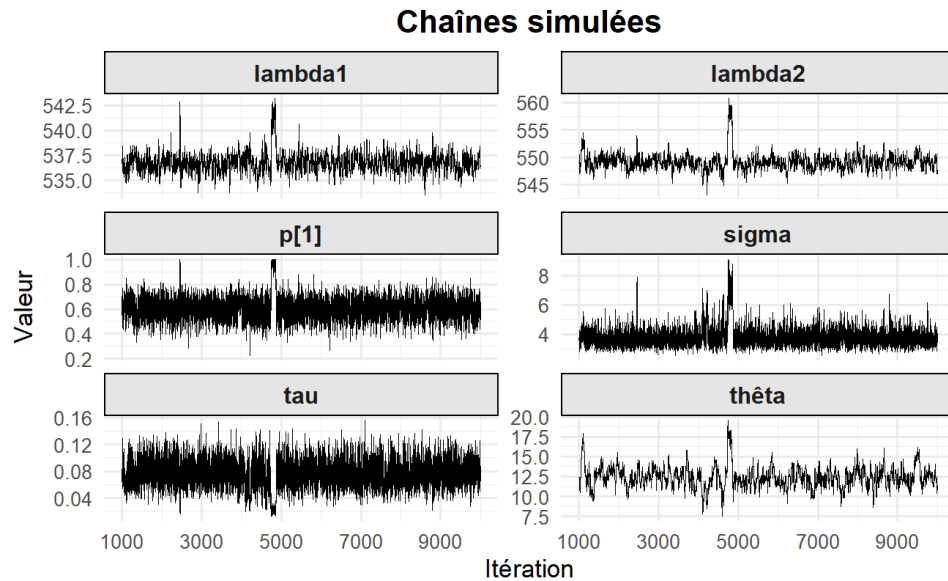 Chaînes simulées
lambda1
lambda2
542.5
540.0
537.5
535.0
560
555
550
545
p[1]
sigma
1.0
0.8
0.6
0.4
0.2
8
6
4
tau
thêta
0.16
0.12
0.08
0.04
20.0
17.5
15.0
12.5
10.0
7.5
1000 3000 5000 7000 9000
1000 3000 5000 7000 9000
Valeur
Itération